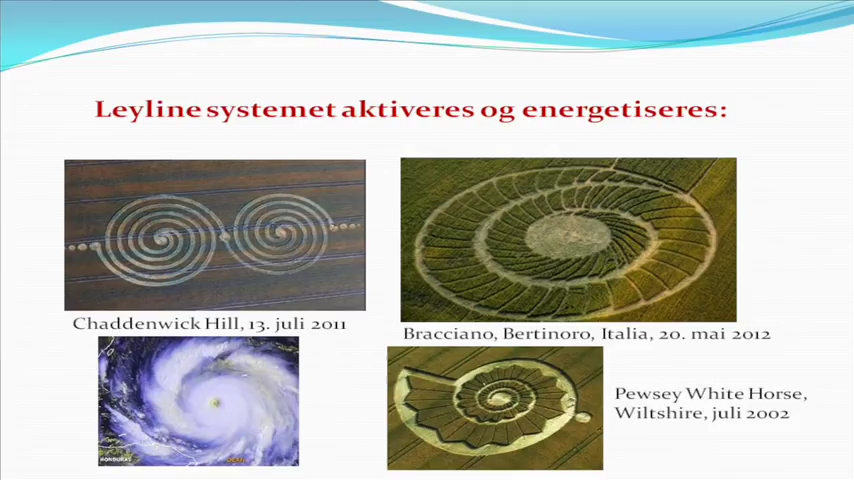 Leyline systemet aktiveres og energetiseres:
Chaddenwick Hill, 13. juli 2011
Bracciano, Bertinoro, Italia, 20. mai 2012
Pewsey White Horse,
Wiltshire, juli 2002
HONDURAS